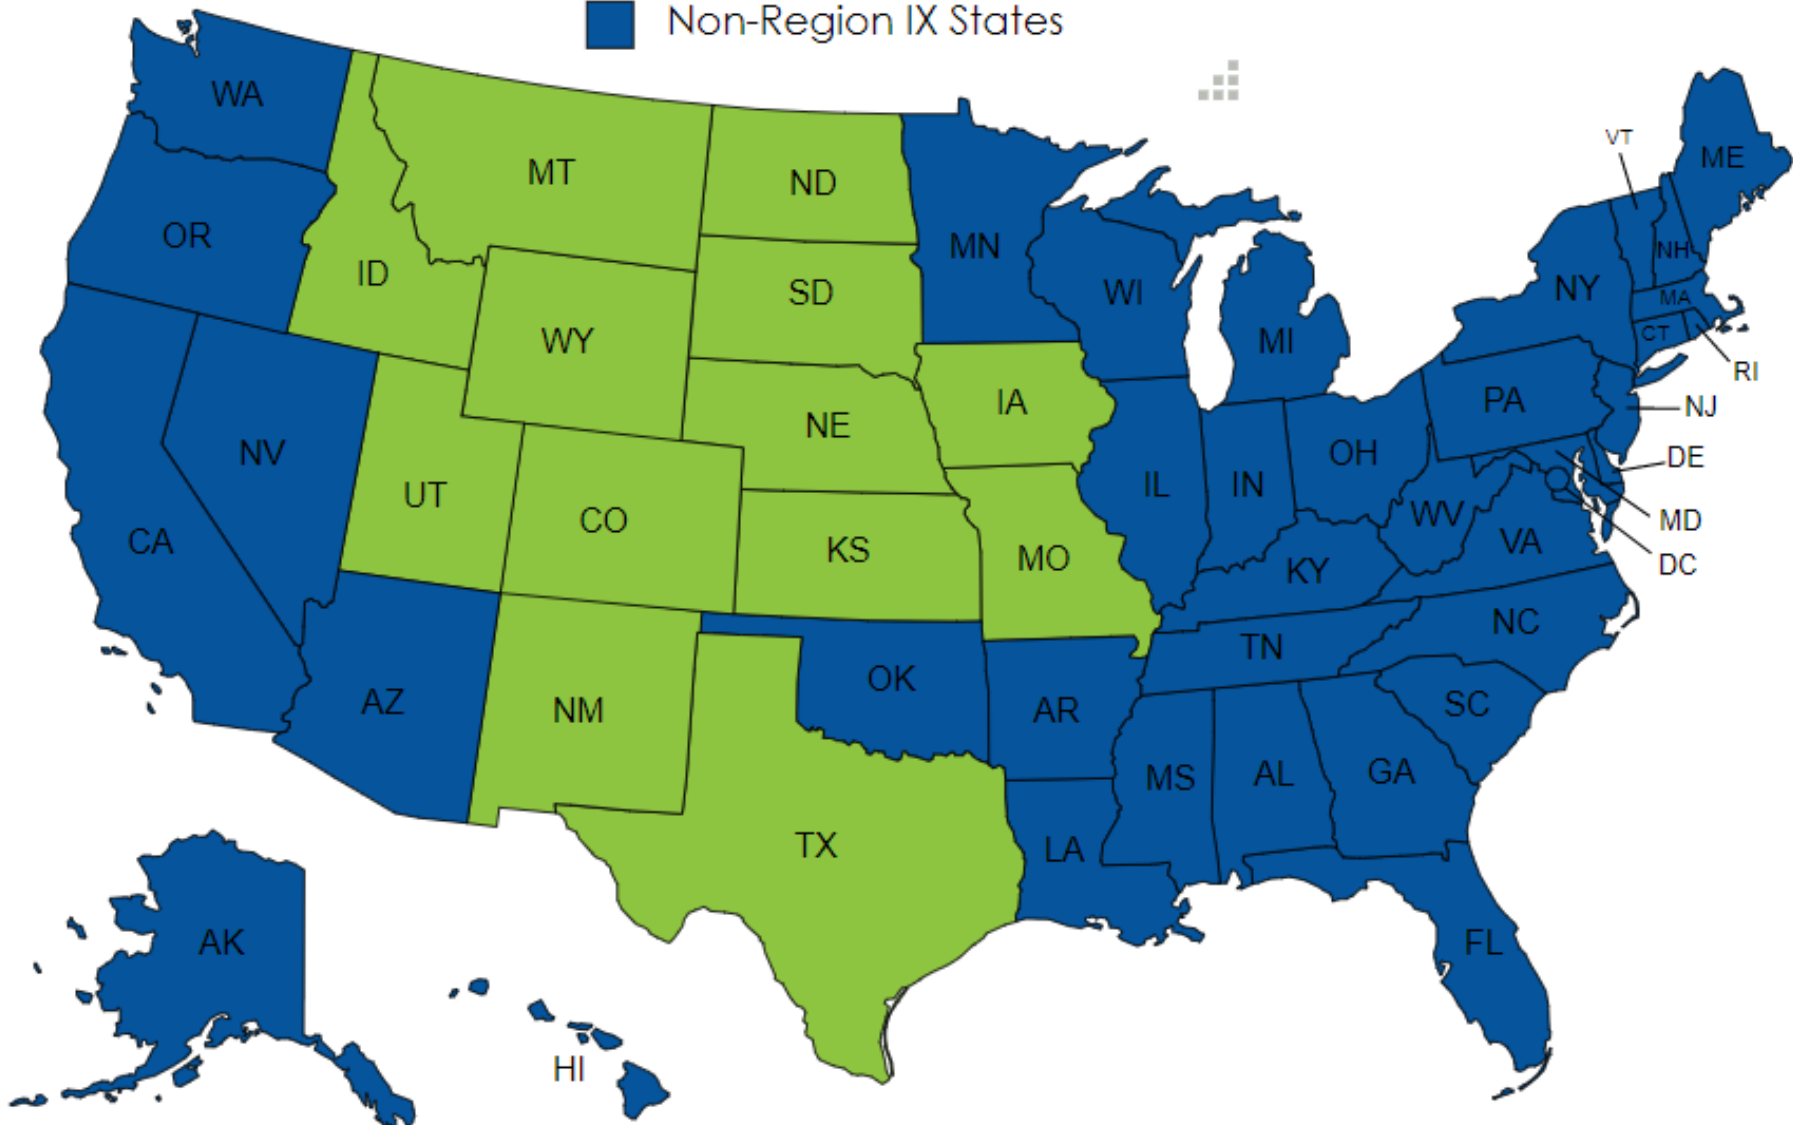 Non-Region IX States
WA
MT
ND
VT
ME
OR
ID
SD
MN
WI
NY
NH
MA
WY
MI
CT
RI
NE
IA
PA
NJ
NV
UT
CO
KS
MO
IL
IN
OH
DE
WV
MD
CA
KY
VA
DC
AZ
NM
OK
AR
TN
NC
SC
MS
AL
GA
TX
LA
AK
FL
HI